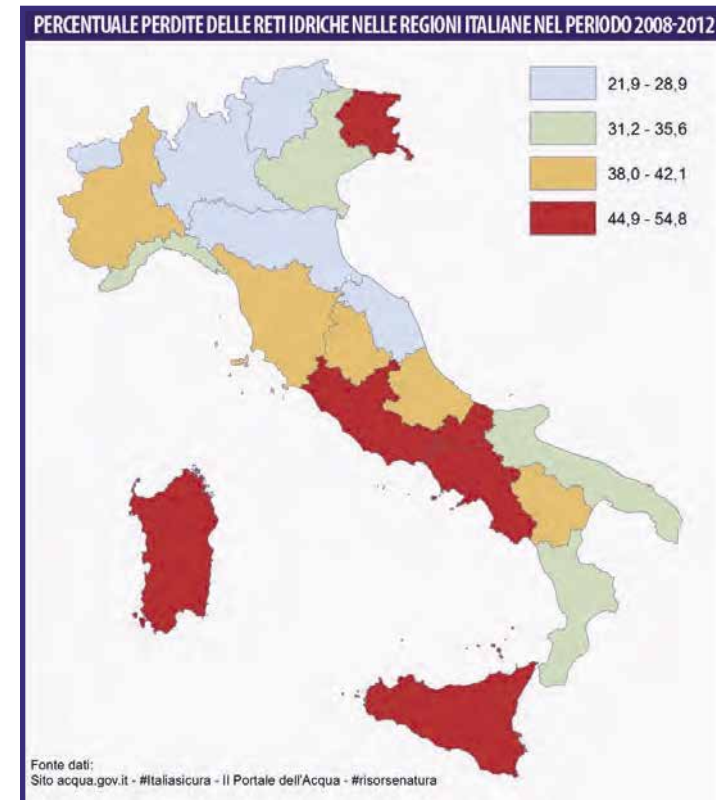 PERCENTUALE PERDITE DELLE RETI IDRICHE NELLE REGIONI ITALIANE NEL PERIODO 2008-2012
21,9 - 28,9
31,2 - 35,6
38,0 - 42,1
44,9 - 54,8
Fonte dati:
Sito acqua.gov.it - #Italiasicura - Il Portale dell'Acqua - #risorsenatura